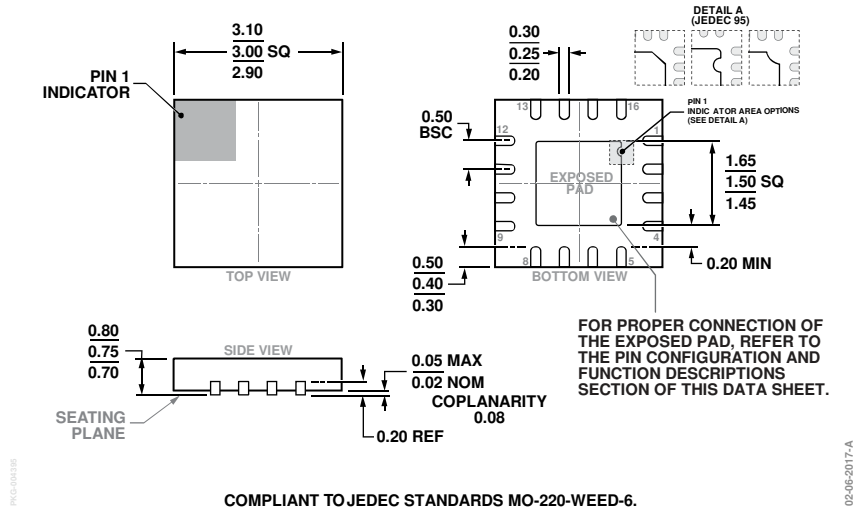 3.10
3.00 SQ
2.90
PIN 1
INDICATOR
TOP VIEW
0.30
0.25
0.20
DETAIL A
(JEDEC 95)
PIN 1
INDIC ATOR AREA OPTIONS
(SEE DETAIL A)
0.50
BSC
13
16
12
1
EXPOSED
PAD
9
4
8
5
BOTTOM VIEW
1.65
1.50 SQ
1.45
0.20 MIN
0.50
0.40
0.30
FOR PROPER CONNECTION OF
THE EXPOSED PAD, REFER TO
THE PIN CONFIGURATION AND
FUNCTION DESCRIPTIONS
SECTION OF THIS DATA SHEET.
0.80
0.75
0.70
SIDE VIEW
0.05 MAX
0.02 NOM
COPLANARITY
0.08
0.20 REF
SEATING
PLANE
PKG-004395
02-06-2017-A
COMPLIANT TO JEDEC STANDARDS MO-220-WEED-6.